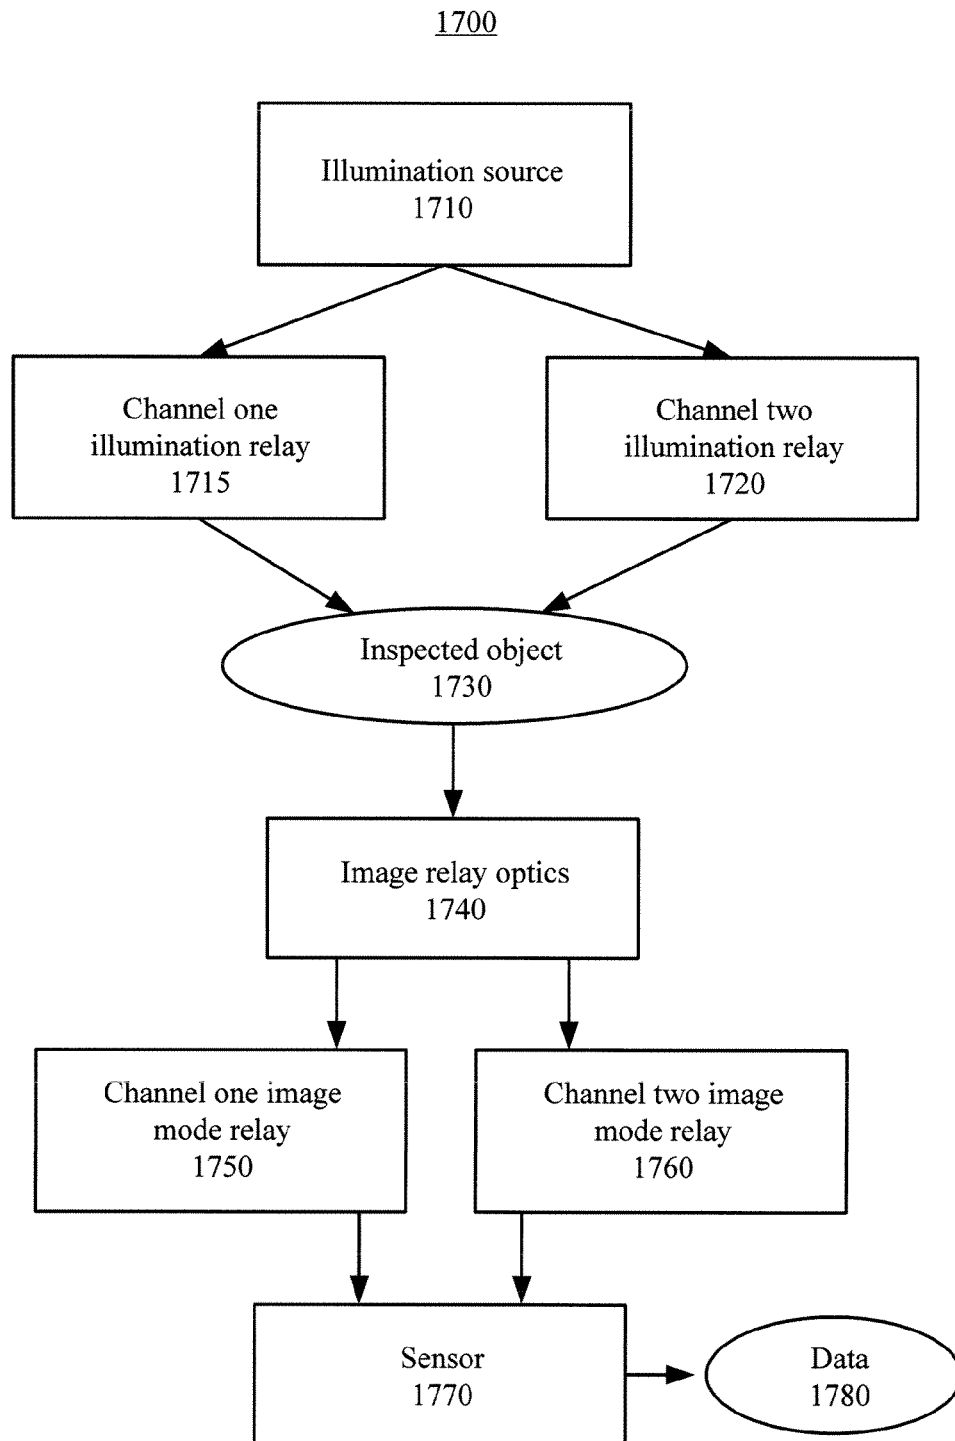 1700
Illumination source
1710
Channel one
illumination relay
1715
Channel two
illumination relay
1720
Inspected object
1730
Image relay optics
1740
Channel one image
mode relay
1750
Channel two image
mode relay
1760
Sensor
1770
Data
1780